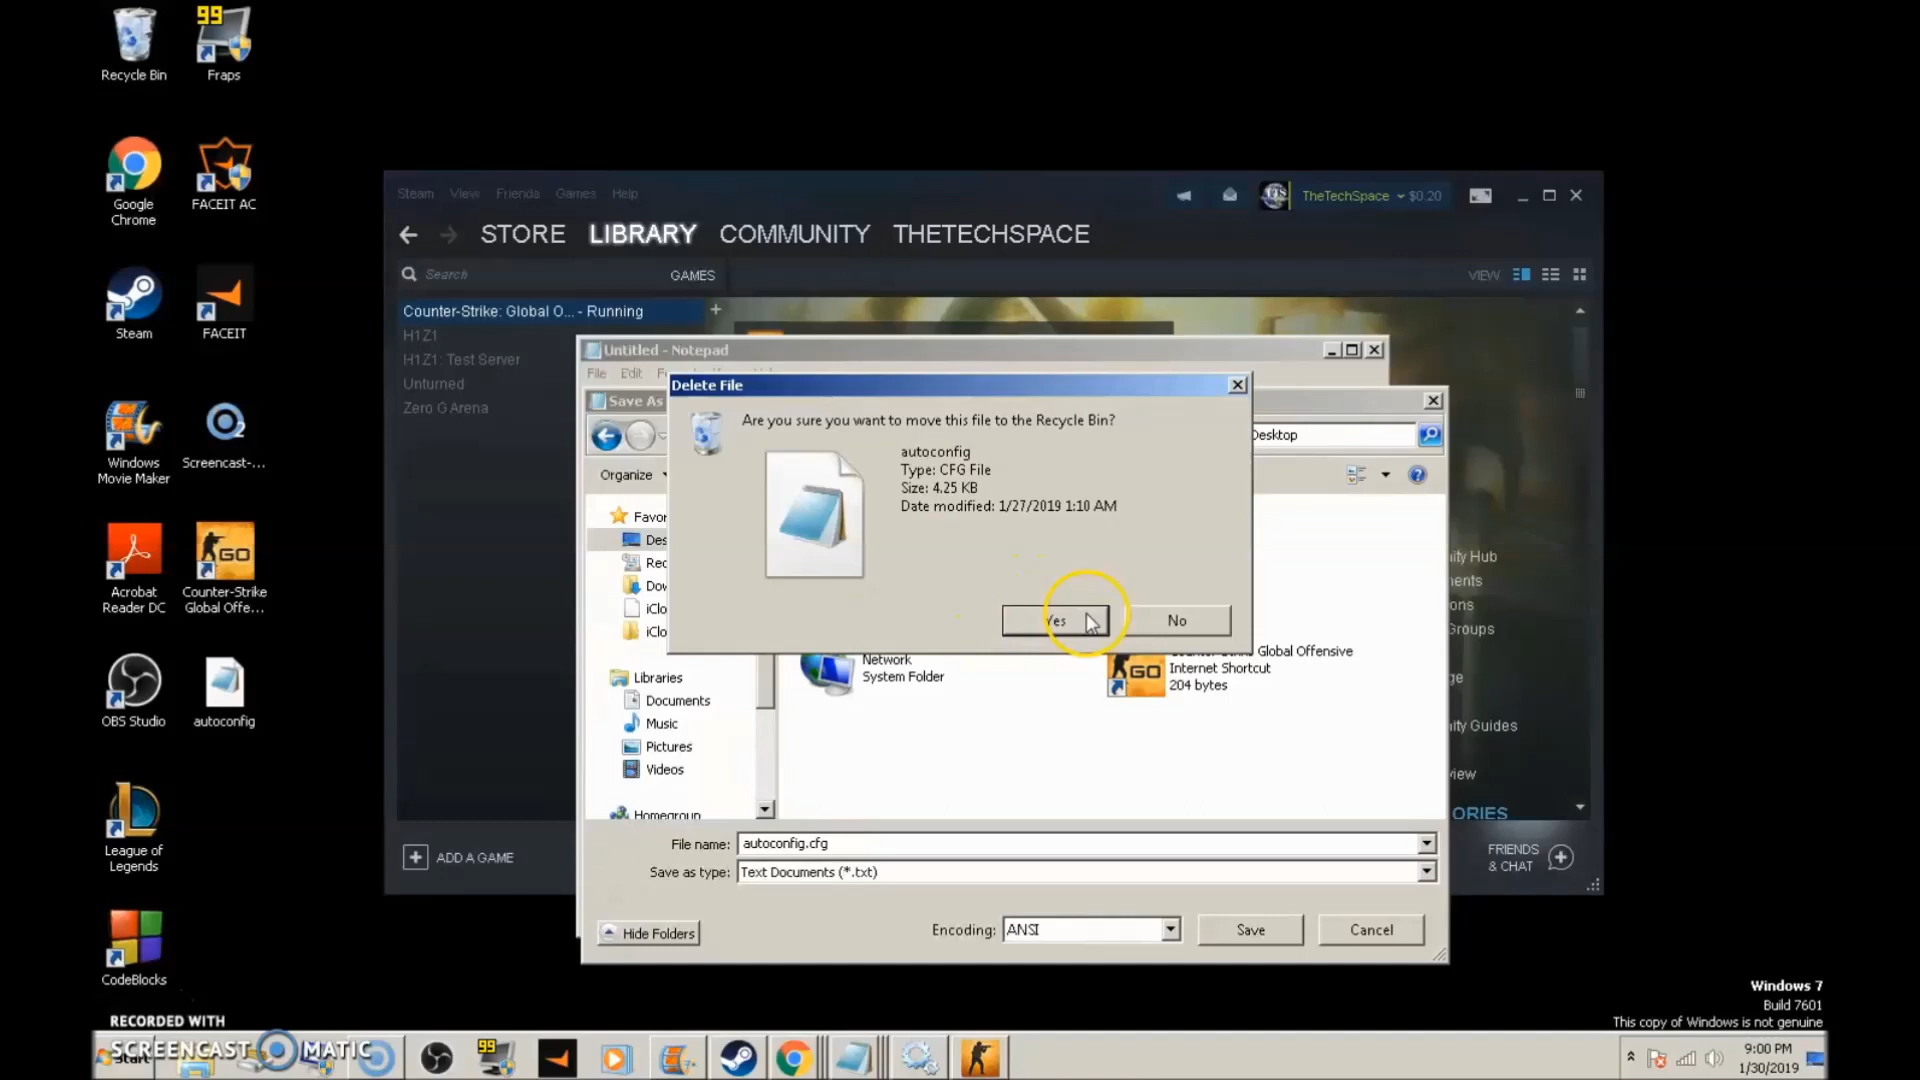 99
Recycle Bin
Fraps
Google
Chrome
FACEIT AC
Steam
FACEIT
Windows
Movie Maker
Screencast-...
Acrobat
Reader DC
Counter-Strike
Global Offe...
OBS Studio
autoconfig
League of
Legends
CodeBlocks
Steam View Friends Games Help
TheTechSpace $0.20
STORE LIBRARY COMMUNITY THETECHSPACE
Search
GAMES
VIEW
Counter-Strike: Global O... - Running
H1Z1
H1Z1: Test Server
Unturned
Zero G Arena
Untitled - Notepad
File Edit
Delete File
Are you sure you want to move this file to the Recycle Bin?
autoconfig
Type: CFG File
Size: 4.25 KB
Date modified: 1/27/2019 1:10 AM
Yes
No
Save As
Desktop
Organize
Favor
Des
Rec
Dow
iClo
iClo
Libraries
Documents
Music
Pictures
Videos
Homegroup
Network
System Folder
Global Offensive
Internet Shortcut
204 bytes
GO
ity Hub
ments
ons
Groups
ge
ity Guides
view
ORIES
File name: autoconfig.cfg
Save as type: Text Documents (*.txt)
Hide Folders
Encoding: ANSI
Save
Cancel
ADD A GAME
FRIENDS
& CHAT
Windows 7
Build 7601
This copy of Windows is not genuine
RECORDED WITH
SCREENCAST MATIC
Start
99
9:00 PM
1/30/2019